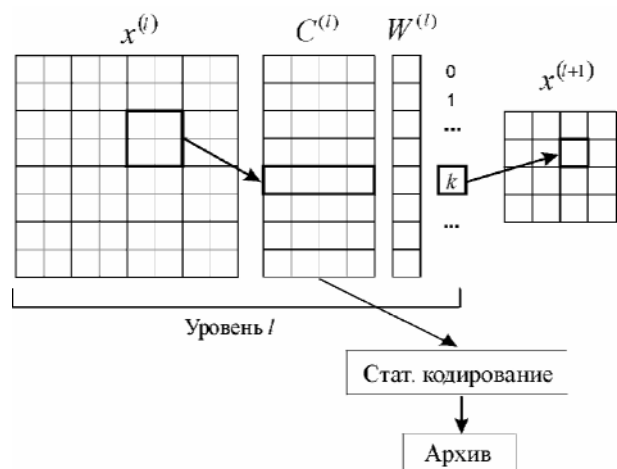 x^(l) C^(l) W^(l)
0
1
...
k
...
x^(l+1)
Уровень l
Стат. кодирование
Архив